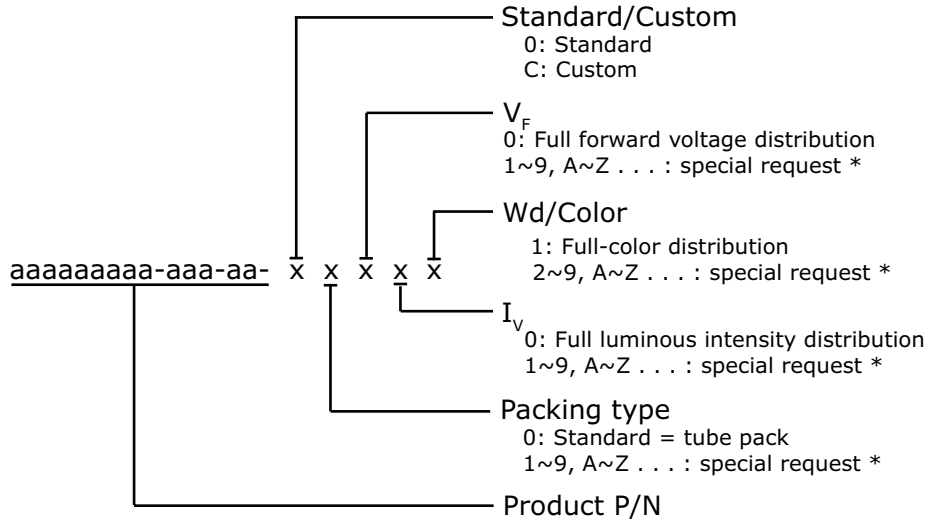 Standard/Custom
0: Standard
C: Custom
VF
0: Full forward voltage distribution
1~9, A~Z . . . : special request *
Wd/Color
1: Full-color distribution
2~9, A~Z . . . : special request *
aaaaaaaaa-aaa-aa- x x x x x
IV
0: Full luminous intensity distribution
1~9, A~Z . . . : special request *
Packing type
0: Standard = tube pack
1~9, A~Z . . . : special request *
Product P/N